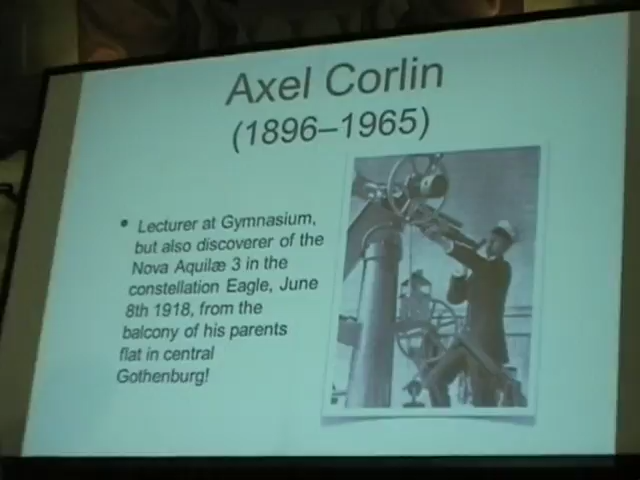 Axel Corlin
(1896–1965)
• Lecturer at Gymnasium,
but also discoverer of the
Nova Aquilæ 3 in the
constellation Eagle, June
8th 1918, from the
balcony of his parents
flat in central
Gothenburg!